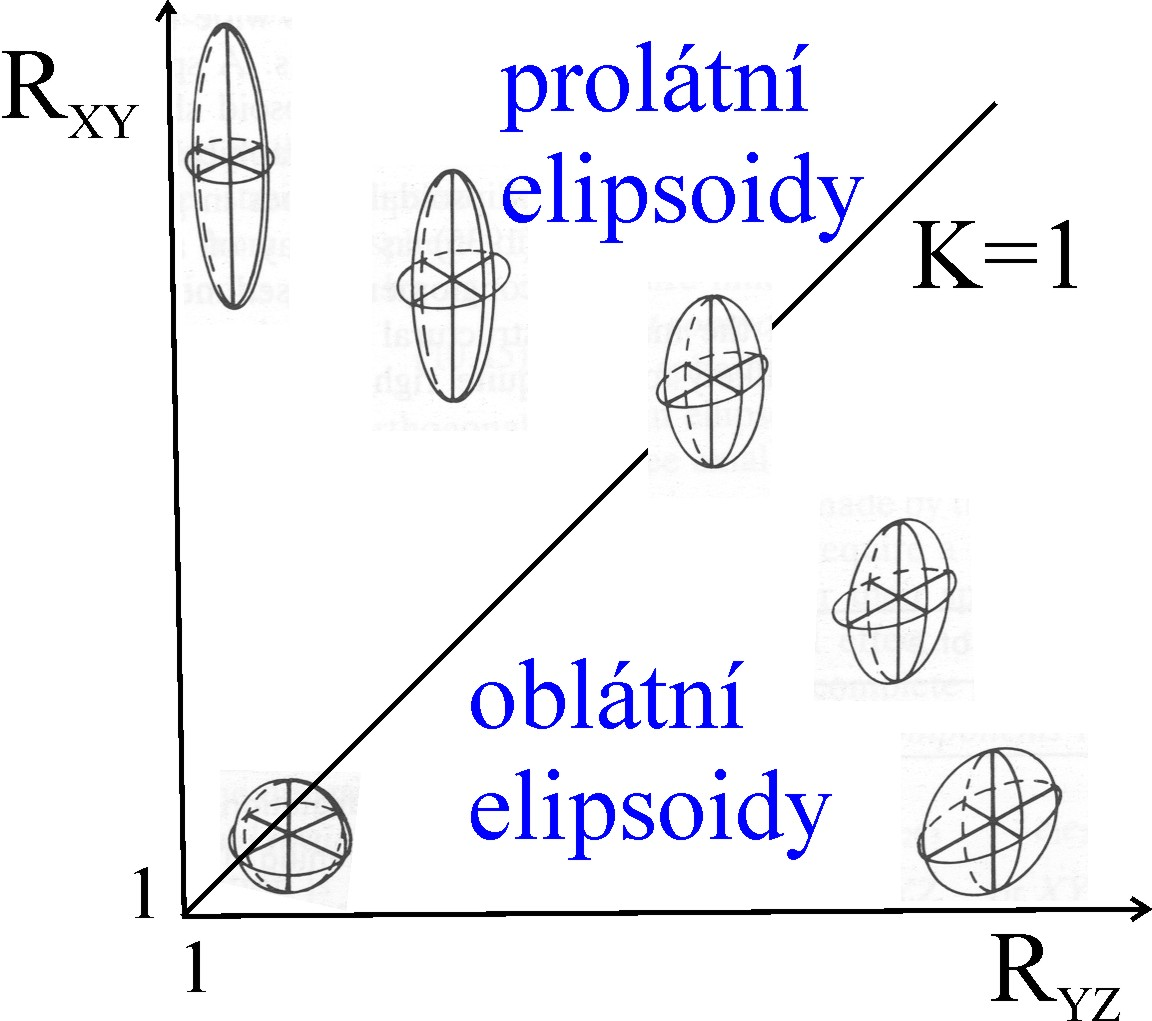 R_XY
prolátní
elipsoidy
K=1
oblátní
elipsoidy
1
1
R_YZ